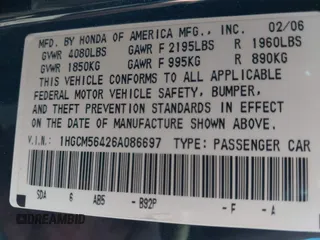 MFD. BY HONDA OF AMERICA MFG., INC. 02/06
GVWR 4080LBS GAWR F 2195LBS R 1960LBS
GVWR 1850KG GAWR F 995KG R 890KG
THIS VEHICLE CONFORMS TO ALL APPLICABLE
FEDERAL MOTOR VEHICLE SAFETY, BUMPER,
AND THEFT PREVENTION STANDARDS IN EFFECT ON
THE DATE OF MANUFACTURE SHOWN ABOVE.
V.I.N.: 1HGCM56426A086697 TYPE: PASSENGER CAR
SDA 6 AB5 - B92P - F - A
© IDREAMBID